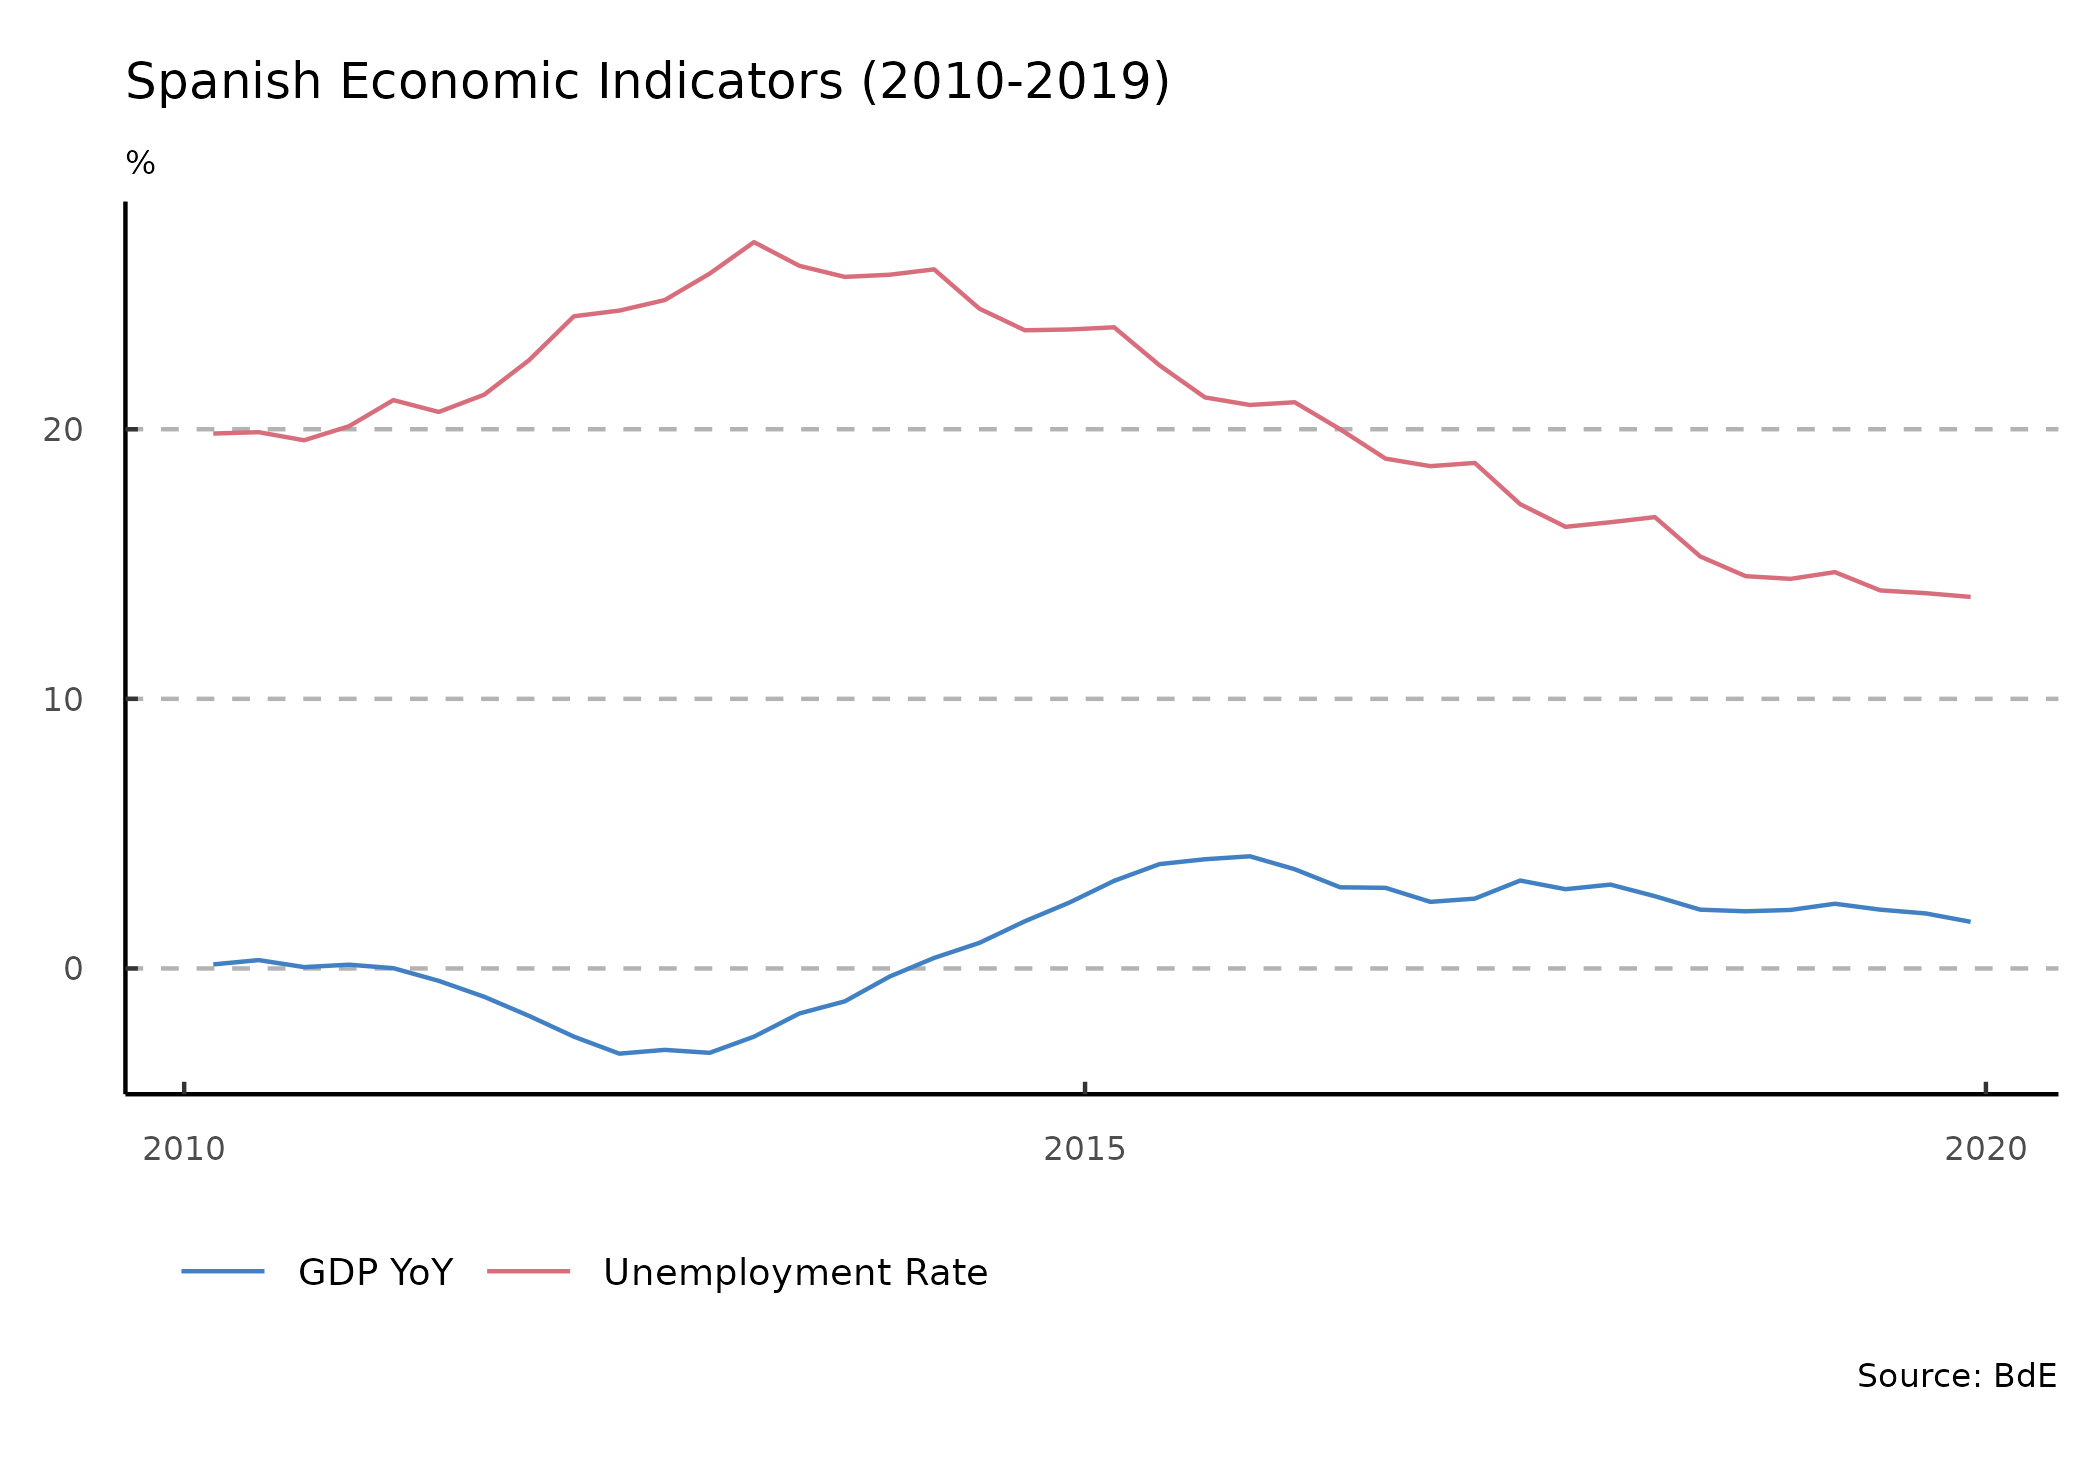 Spanish Economic Indicators (2010-2019)
%
20
10
0
2010 2015 2020
GDP YoY Unemployment Rate
Source: BdE